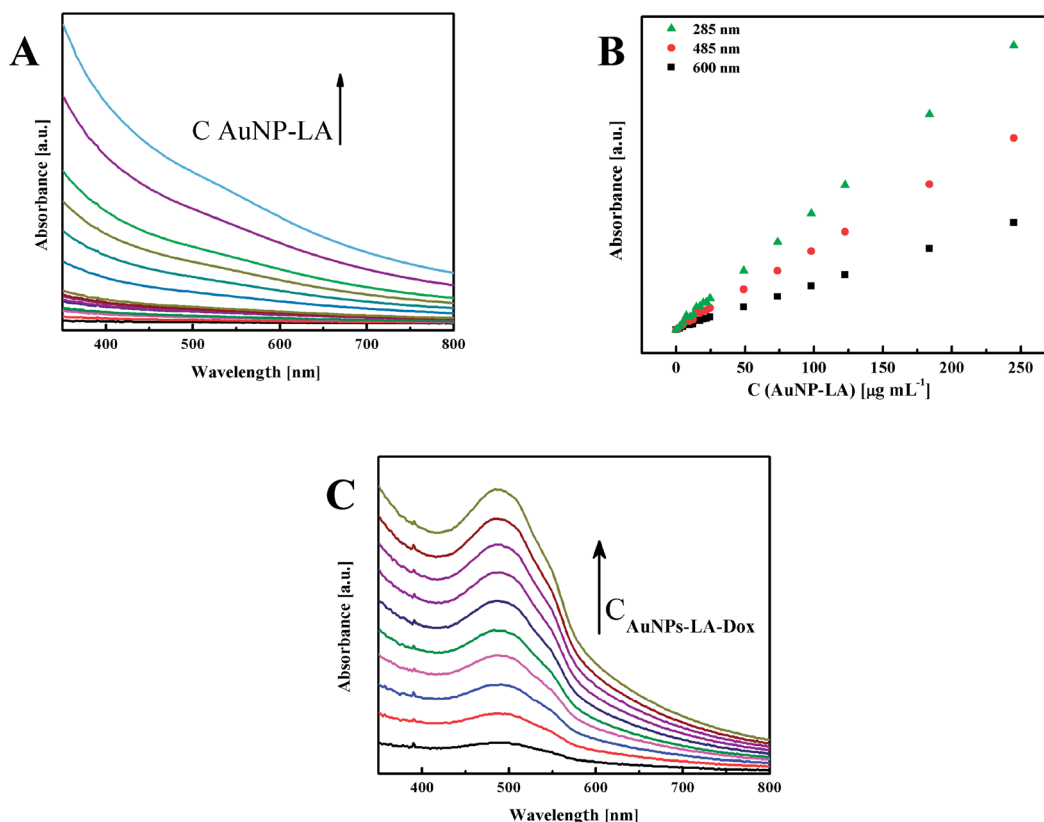 A
Absorbance [a.u.]
C AuNP-LA
400 500 600 700 800
Wavelength [nm]
B
285 nm
485 nm
600 nm
Absorbance [a.u.]
0 50 100 150 200 250
C (AuNP-LA) [µg mL-1]
C
Absorbance [a.u.]
C AuNPs-LA-Dox
400 500 600 700 800
Wavelength [nm]